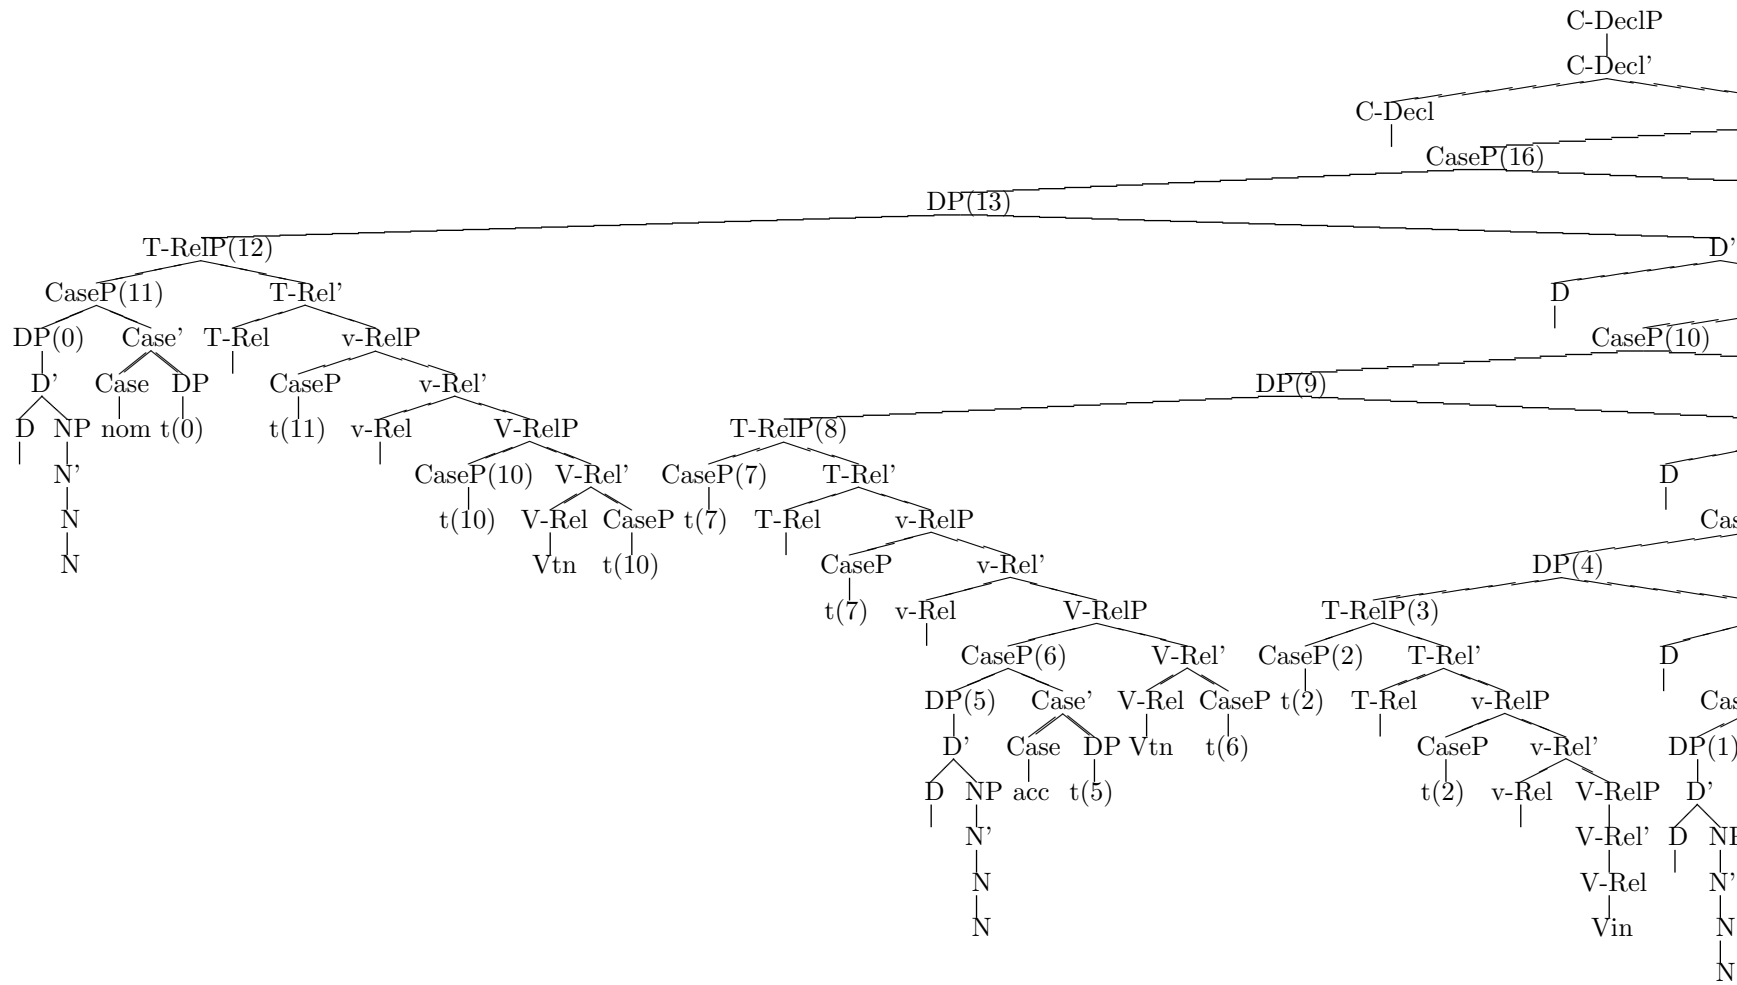 C-DeclP
C-Decl'
C-Decl
CaseP(16)
DP(13)
T-RelP(12) D'
CaseP(11) T-Rel' D
DP(0) Case' T-Rel v-RelP CaseP(10)
D' Case DP CaseP v-Rel' DP(9)
D NP nom t(0) t(11) v-Rel V-RelP T-RelP(8)
N' CaseP(10) V-Rel' CaseP(7) T-Rel' D
N t(10) V-Rel CaseP t(7) T-Rel v-RelP Cas
N Vtn t(10) CaseP v-Rel' DP(4)
t(7) v-Rel V-RelP T-RelP(3)
CaseP(6) V-Rel' CaseP(2) T-Rel' D
DP(5) Case' V-Rel CaseP t(2) T-Rel v-RelP Cas
D' Case DP Vtn t(6) CaseP v-Rel' DP(1)
D NP acc t(5) t(2) v-Rel V-RelP D'
N' V-Rel' D NP
N V-Rel N'
N Vin N
N